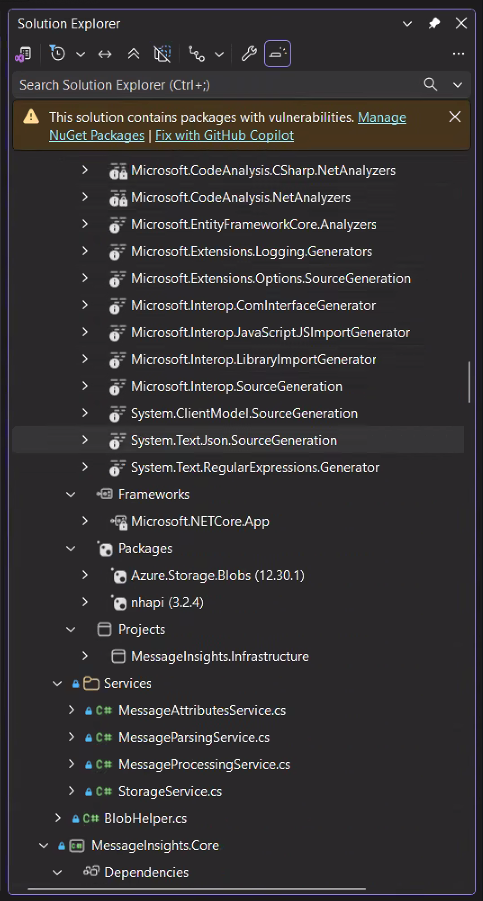 Solution Explorer
Search Solution Explorer (Ctrl+;)
This solution contains packages with vulnerabilities. Manage
NuGet Packages | Fix with GitHub Copilot
Microsoft.CodeAnalysis.CSharp.NetAnalyzers
Microsoft.CodeAnalysis.NetAnalyzers
Microsoft.EntityFrameworkCore.Analyzers
Microsoft.Extensions.Logging.Generators
Microsoft.Extensions.Options.SourceGeneration
Microsoft.Interop.ComInterfaceGenerator
Microsoft.Interop.JavaScript.JSImportGenerator
Microsoft.Interop.LibraryImportGenerator
Microsoft.Interop.SourceGeneration
System.ClientModel.SourceGeneration
System.Text.Json.SourceGeneration
System.Text.RegularExpressions.Generator
Frameworks
Microsoft.NETCore.App
Packages
Azure.Storage.Blobs (12.30.1)
nhapi (3.2.4)
Projects
MessageInsights.Infrastructure
Services
C# MessageAttributesService.cs
C# MessageParsingService.cs
C# MessageProcessingService.cs
C# StorageService.cs
C# BlobHelper.cs
MessageInsights.Core
Dependencies